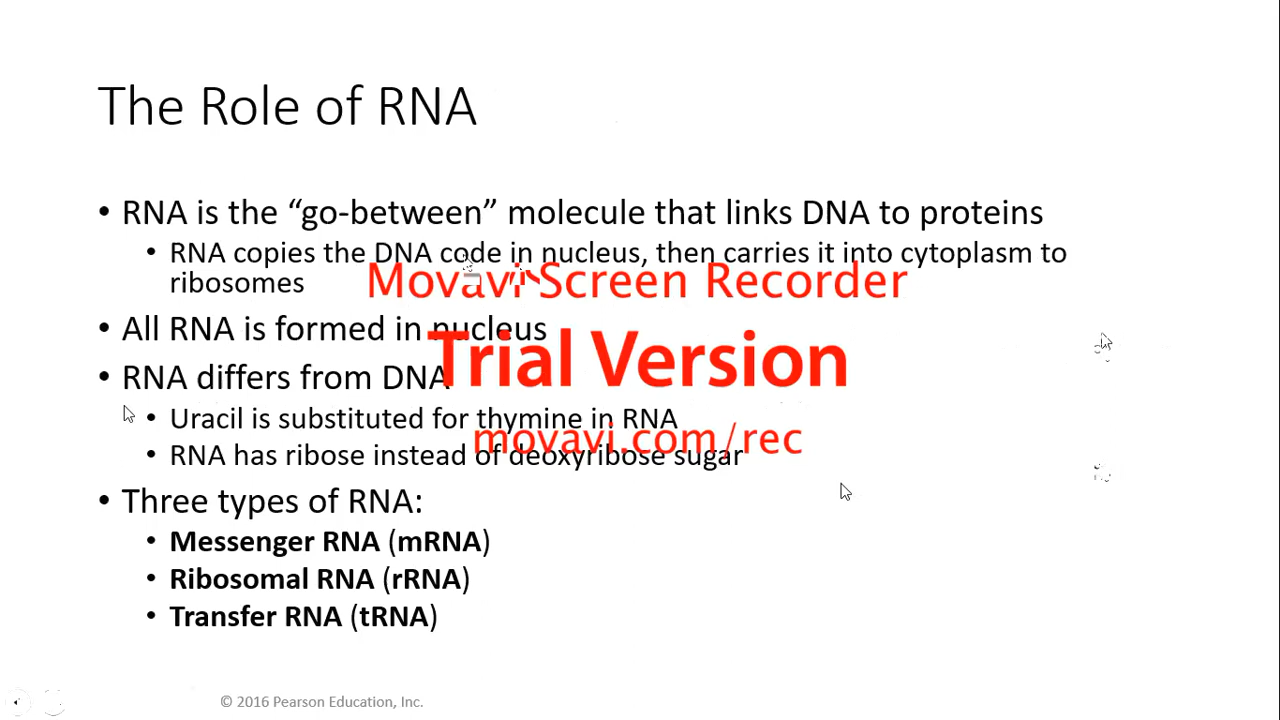 The Role of RNA
• RNA is the “go-between” molecule that links DNA to proteins
• RNA copies the DNA code in nucleus, then carries it into cytoplasm to
ribosomes
Movavi Screen Recorder
• All RNA is formed in nucleus
Trial Version
• RNA differs from DNA
• Uracil is substituted for thymine in RNA
movavi.com/rec
• RNA has ribose instead of deoxyribose sugar
• Three types of RNA:
• Messenger RNA (mRNA)
• Ribosomal RNA (rRNA)
• Transfer RNA (tRNA)
© 2016 Pearson Education, Inc.